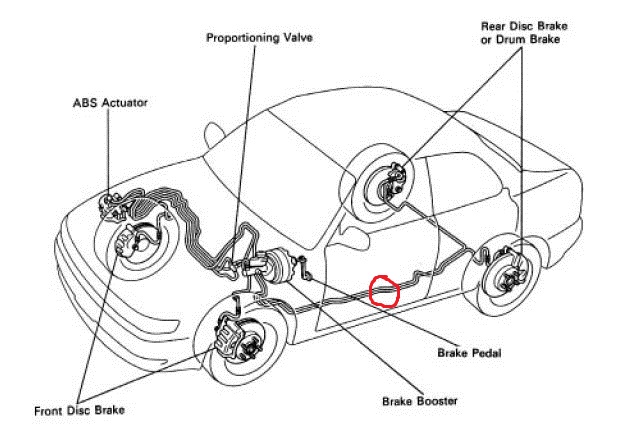 Rear Disc Brake
or Drum Brake
Proportioning Valve
ABS Actuator
Brake Pedal
Brake Booster
Front Disc Brake